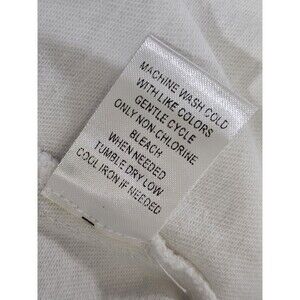 MACHINE WASH COLD
WITH LIKE COLORS
GENTLE CYCLE
ONLY NON-CHLORINE
BLEACH
WHEN NEEDED
TUMBLE DRY LOW
COOL IRON IF NEEDED